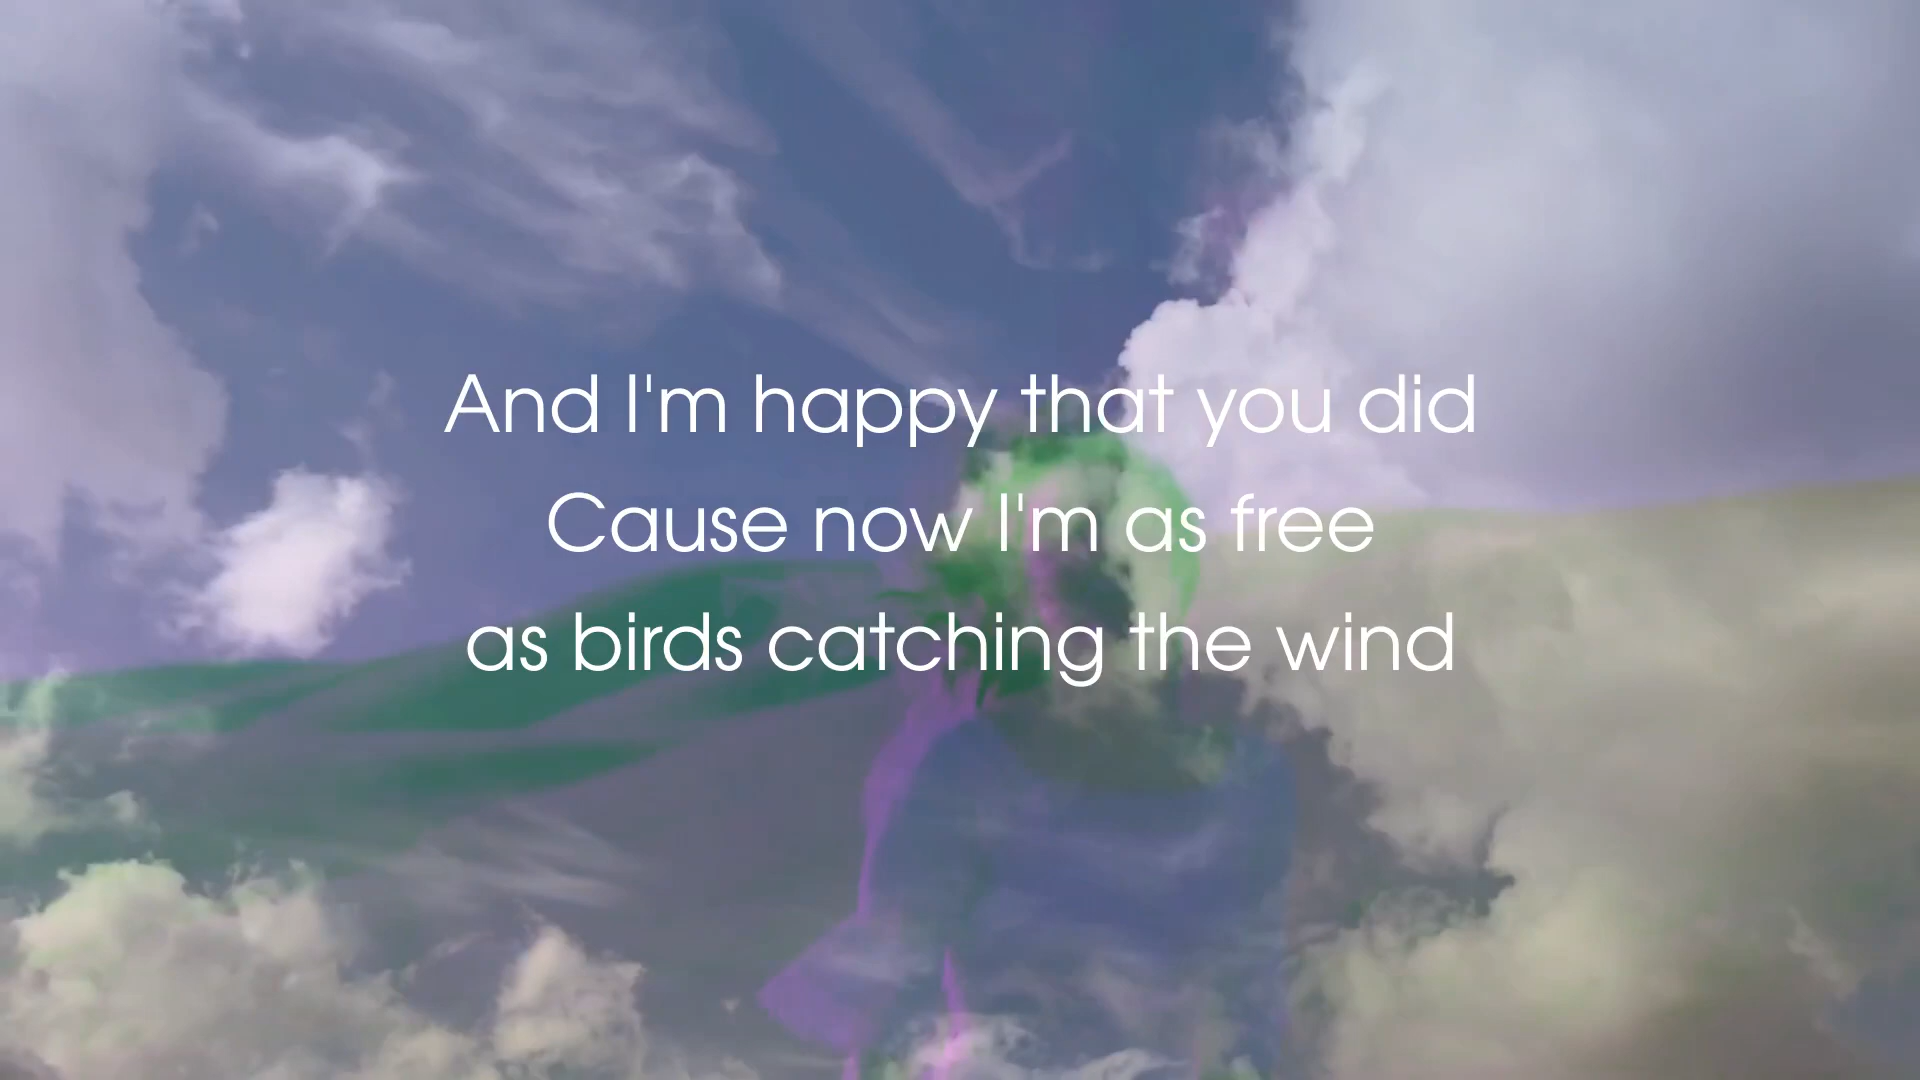 And I'm happy that you did
Cause now I'm as free
as birds catching the wind